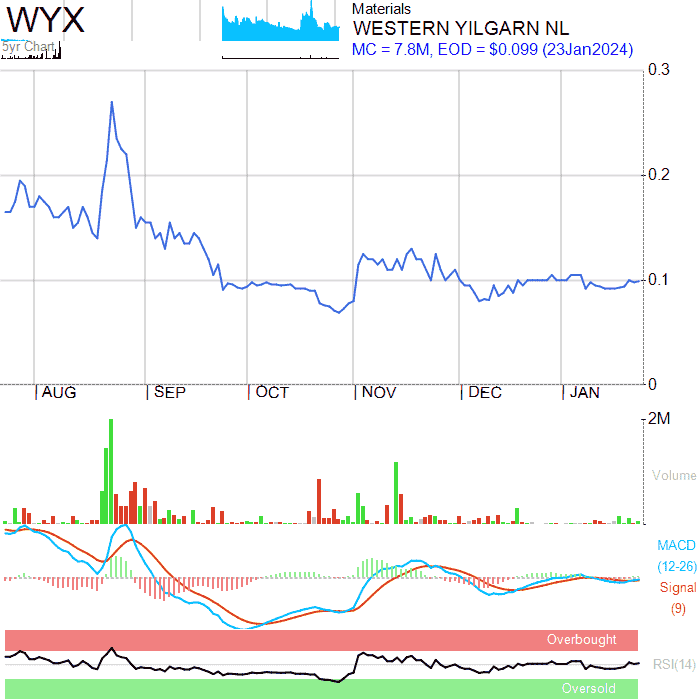 WYX
5yr Chart
Materials
WESTERN YILGARN NL
MC = 7.8M, EOD = $0.099 (23Jan2024)
0.3
0.2
0.1
0
AUG SEP OCT NOV DEC JAN
2M
Volume
MACD
(12-26)
Signal
(9)
Overbought
RSI(14)
Oversold